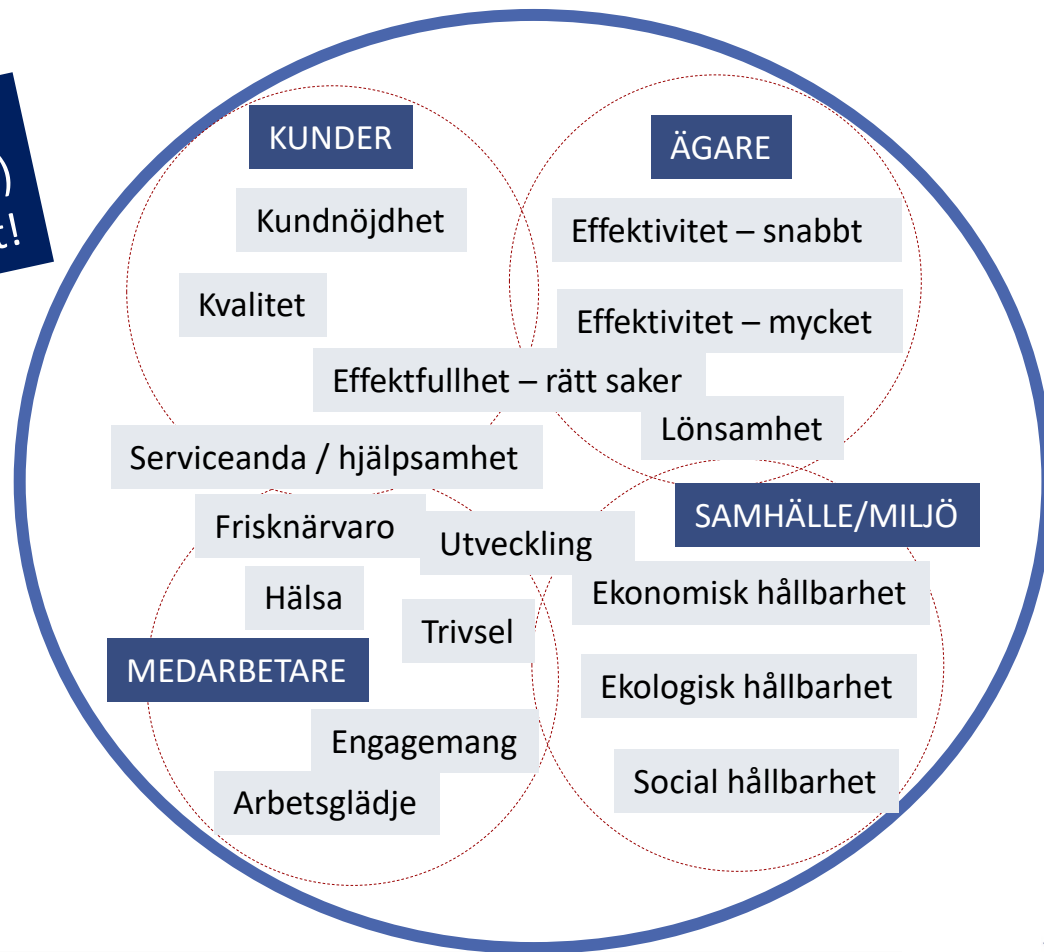 )
t!
KUNDER
ÄGARE
Kundnöjdhet
Effektivitet – snabbt
Kvalitet
Effektivitet – mycket
Effektfullhet – rätt saker
Lönsamhet
Serviceanda / hjälpsamhet
SAMHÄLLE/MILJÖ
Frisknärvaro
Utveckling
Hälsa
Ekonomisk hållbarhet
Trivsel
MEDARBETARE
Ekologisk hållbarhet
Engagemang
Social hållbarhet
Arbetsglädje